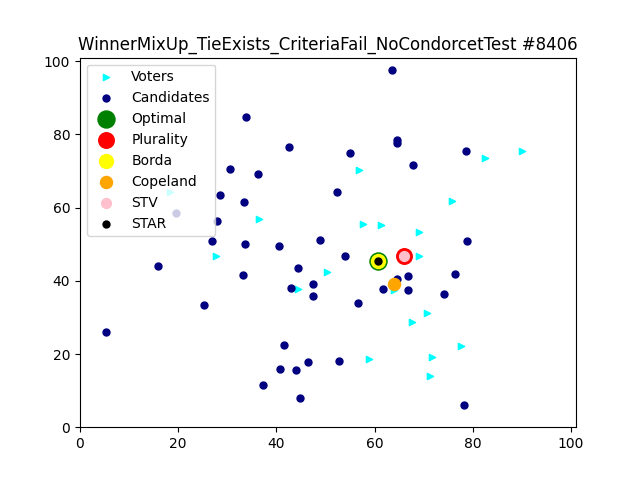 WinnerMixUp_TieExists_CriteriaFail_NoCondorcetTest #8406
Voters
Candidates
Optimal
Plurality
Borda
Copeland
STV
STAR
100
80
60
40
20
0
0 20 40 60 80 100